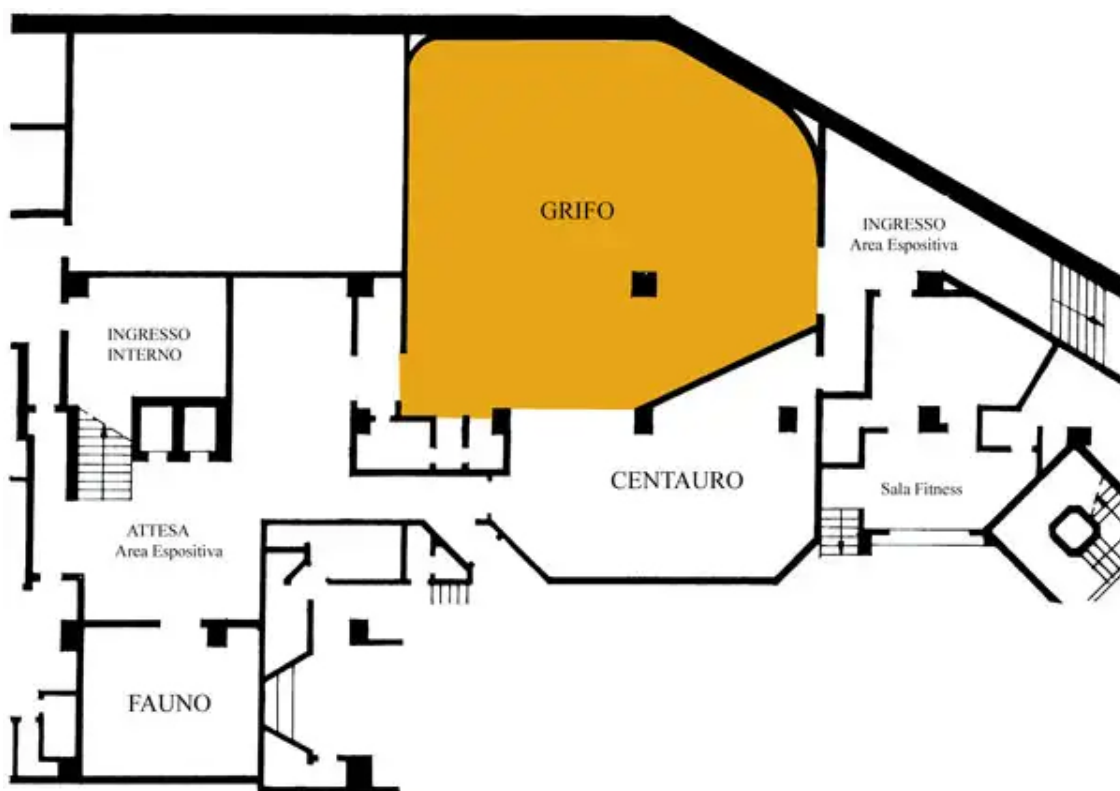 GRIFO
INGRESSO
Area Espositiva
INGRESSO
INTERNO
CENTAURO
Sala Fitness
ATTESA
Area Espositiva
FAUNO